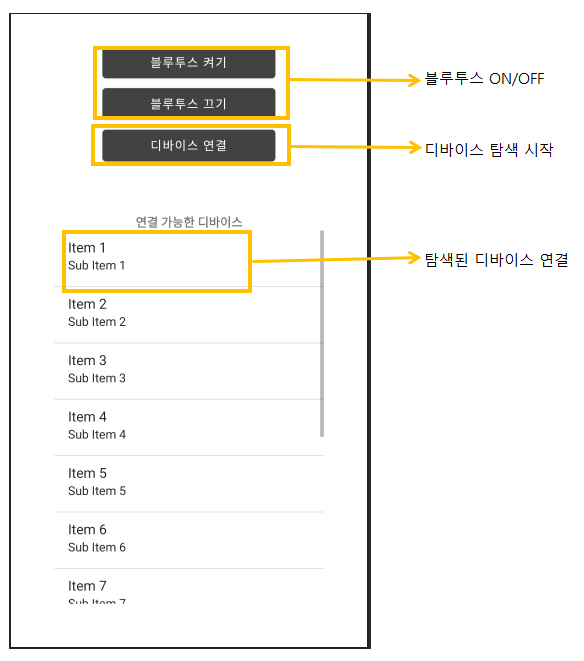 블루투스 켜기
블루투스 ON/OFF
블루투스 끄기
디바이스 연결
디바이스 탐색 시작
연결 가능한 디바이스
Item 1
Sub Item 1
탐색된 디바이스 연결
Item 2
Sub Item 2
Item 3
Sub Item 3
Item 4
Sub Item 4
Item 5
Sub Item 5
Item 6
Sub Item 6
Item 7
Sub Item 7